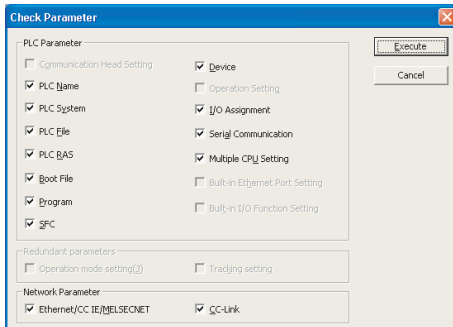 Check Parameter
PLC Parameter
Execute
Communication Head Setting
Device
Cancel
PLC Name
Operation Setting
PLC System
I/O Assignment
PLC File
Serial Communication
PLC RAS
Multiple CPU Setting
Boot File
Built-in Ethernet Port Setting
Program
Built-in I/O Function Setting
SFC
Redundant parameters
Operation mode setting(J)
Tracking setting
Network Parameter
Ethernet/CC IE/MELSECNET
CC-Link